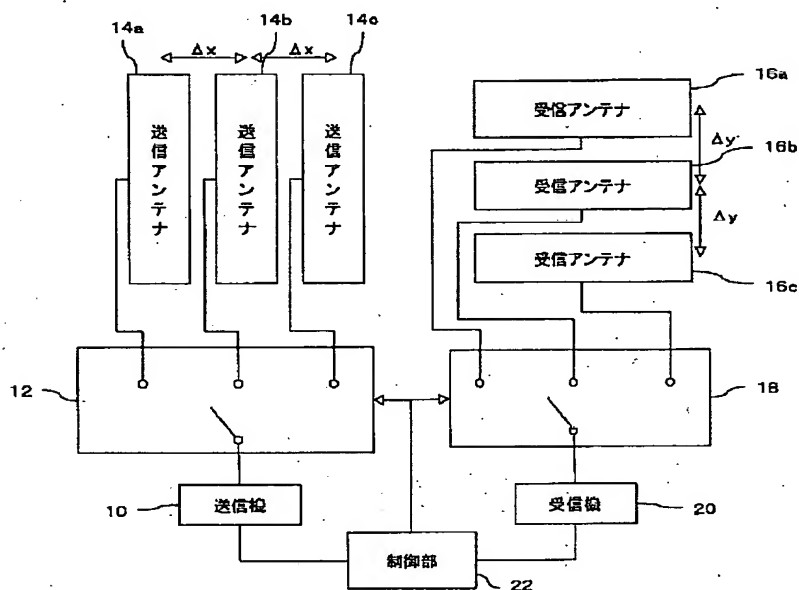 14a
Δx
14b
Δx
14c
送信アンテナ
送信アンテナ
送信アンテナ
16a
受信アンテナ
Δy
16b
受信アンテナ
Δy
受信アンテナ
16c
12
18
10
送信機
受信機
20
制御部
22